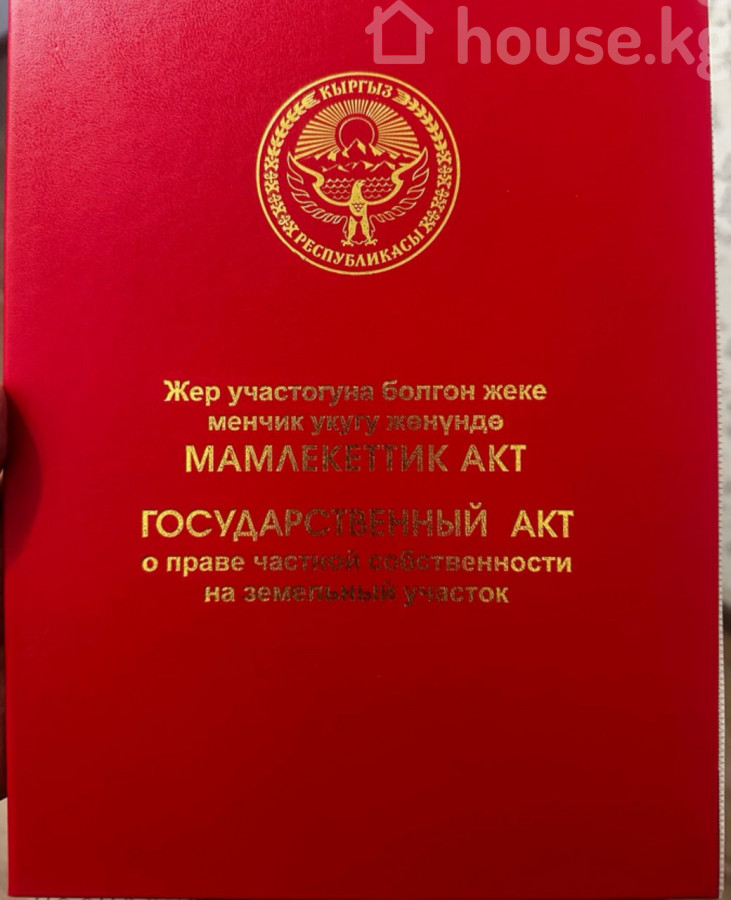 house.kg
КЫРГЫЗ
РЕСПУБЛИКАСЫ
Жер участогуна болгон жеке
менчик укугу жөнүндө
МАМЛЕКЕТТИК АКТ
ГОСУДАРСТВЕННЫЙ АКТ
о праве частной собственности
на земельный участок